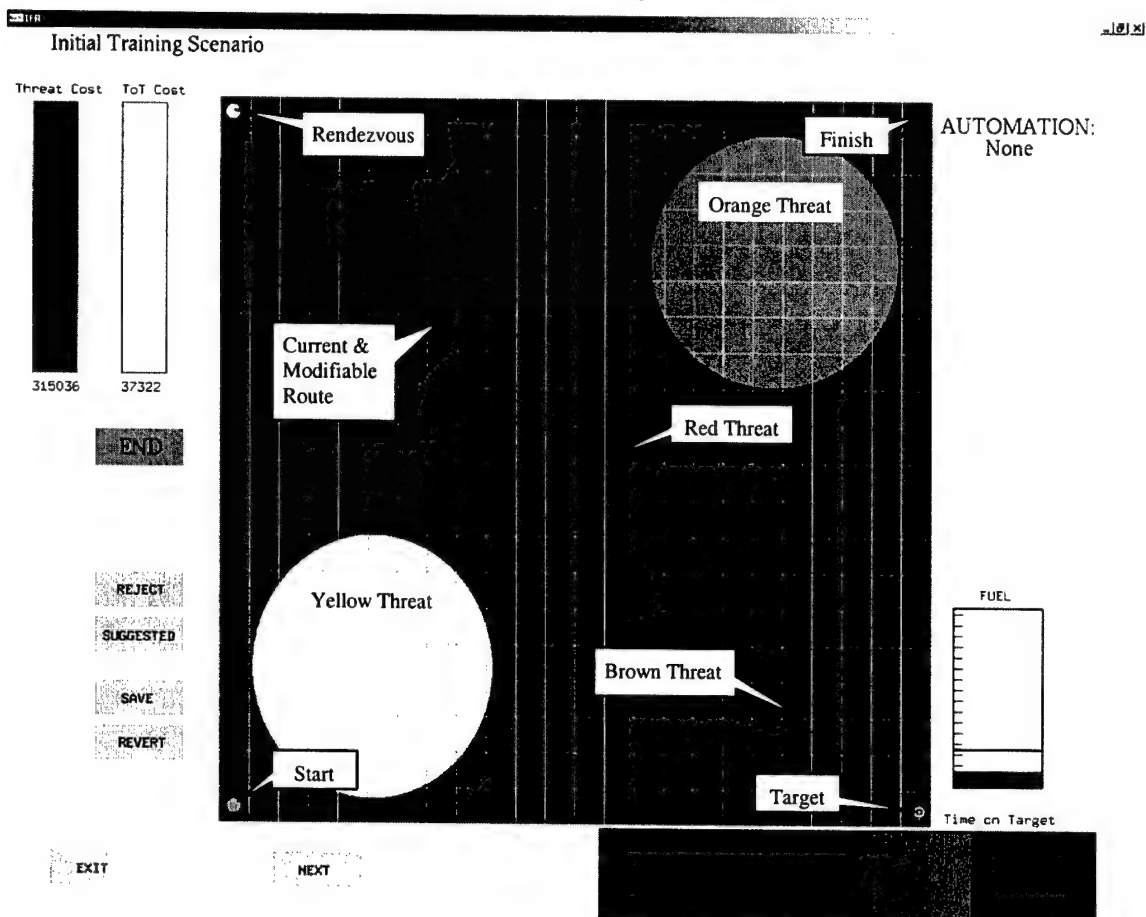 IFA
Initial Training Scenario
Threat Cost
ToT Cost
Rendezvous
Finish
AUTOMATION:
None
Orange Threat
Current &
Modifiable
Route
315036
37322
Red Threat
END
REJECT
Yellow Threat
FUEL
SUGGESTED
Brown Threat
SAVE
REVERT
Start
Target
Time on Target
EXIT
NEXT